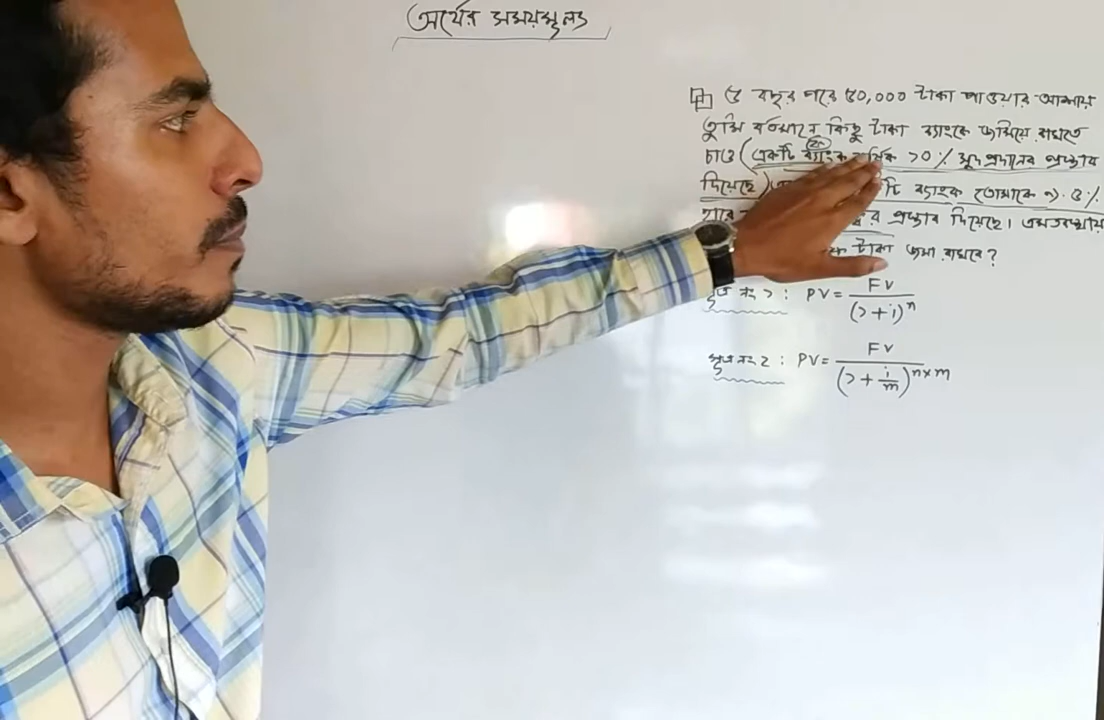 অর্থের সময়মূল্য
৫ বছর পরে ৫০,০০০ টাকা পাওয়ার আশায়
তুমি বর্তমানে কিছু টাকা ব্যাংকে জমিয়ে রাখতে
চাও (একটি ব্যাংক বার্ষিক ১০% সুদ প্রদানের প্রস্তাব
দিয়েছে) টি ব্যাংক তোমাকে ৯.৫%
হারে র প্রস্তাব দিয়েছে। এমতাবস্থায়
টাকা জমা রাখবে?
সূত্র নং ১ : PV = FV / (১ + i)^n
সূত্র নং ২ : PV = FV / (১ + i/m)^n×m